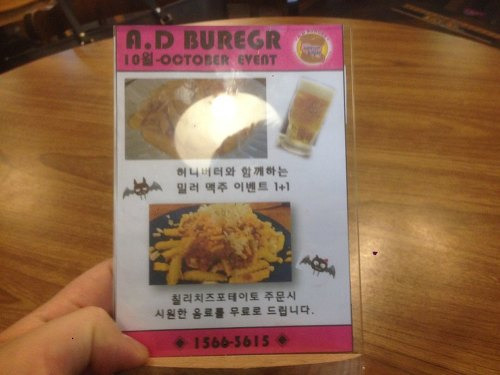 A.D BUREGR
10월-OCTOBER EVENT
허니버터와 함께하는
밀러 맥주 이벤트 1+1
칠리치즈포테이토 주문시
시원한 음료를 무료로 드립니다.
1566-5615